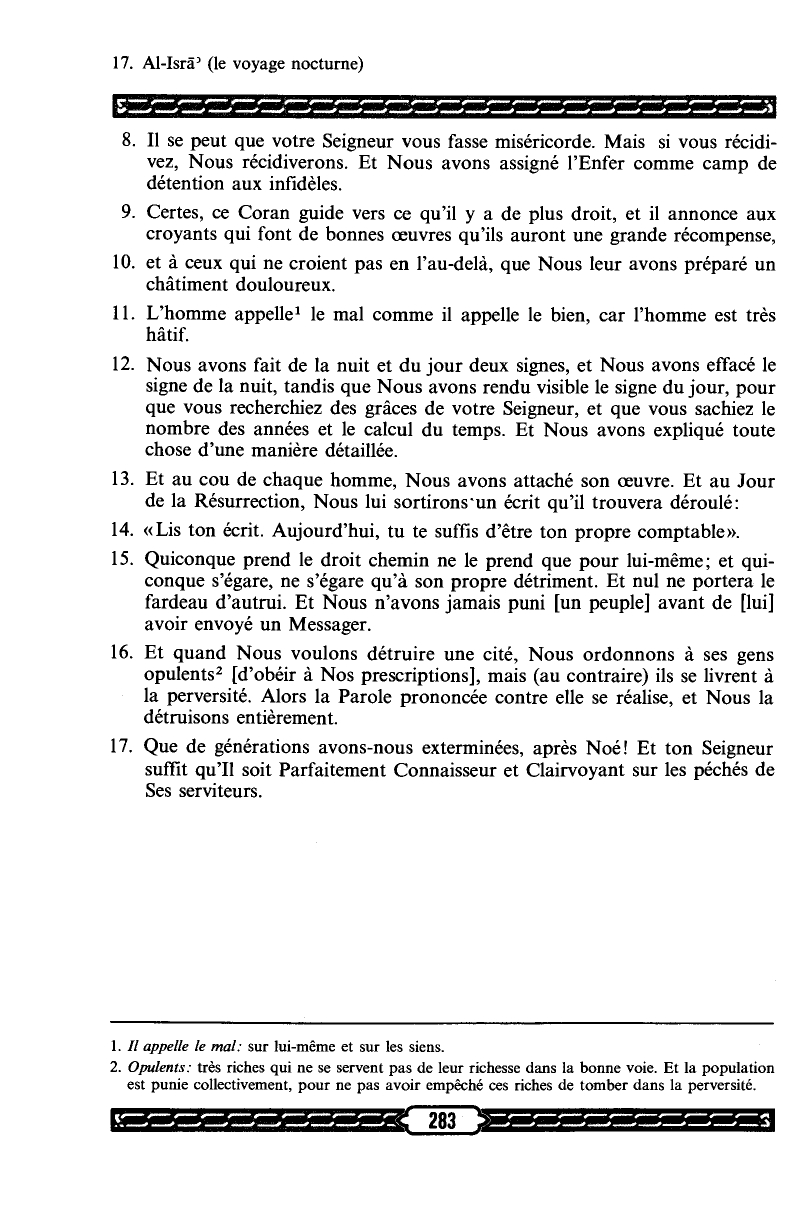 17. Al-Isrā’ (le voyage nocturne)
8. Il se peut que votre Seigneur vous fasse miséricorde. Mais si vous récidi-
vez, Nous récidiverons. Et Nous avons assigné l’Enfer comme camp de
détention aux infidèles.
9. Certes, ce Coran guide vers ce qu’il y a de plus droit, et il annonce aux
croyants qui font de bonnes œuvres qu’ils auront une grande récompense,
10. et à ceux qui ne croient pas en l’au-delà, que Nous leur avons préparé un
châtiment douloureux.
11. L’homme appelle¹ le mal comme il appelle le bien, car l’homme est très
hâtif.
12. Nous avons fait de la nuit et du jour deux signes, et Nous avons effacé le
signe de la nuit, tandis que Nous avons rendu visible le signe du jour, pour
que vous recherchiez des grâces de votre Seigneur, et que vous sachiez le
nombre des années et le calcul du temps. Et Nous avons expliqué toute
chose d’une manière détaillée.
13. Et au cou de chaque homme, Nous avons attaché son œuvre. Et au Jour
de la Résurrection, Nous lui sortirons un écrit qu’il trouvera déroulé:
14. «Lis ton écrit. Aujourd’hui, tu te suffis d’être ton propre comptable».
15. Quiconque prend le droit chemin ne le prend que pour lui-même; et qui-
conque s’égare, ne s’égare qu’à son propre détriment. Et nul ne portera le
fardeau d’autrui. Et Nous n’avons jamais puni [un peuple] avant de [lui]
avoir envoyé un Messager.
16. Et quand Nous voulons détruire une cité, Nous ordonnons à ses gens
opulents² [d’obéir à Nos prescriptions], mais (au contraire) ils se livrent à
la perversité. Alors la Parole prononcée contre elle se réalise, et Nous la
détruisons entièrement.
17. Que de générations avons-nous exterminées, après Noé! Et ton Seigneur
suffit qu’Il soit Parfaitement Connaisseur et Clairvoyant sur les péchés de
Ses serviteurs.
1. Il appelle le mal: sur lui-même et sur les siens.
2. Opulents: très riches qui ne se servent pas de leur richesse dans la bonne voie. Et la population
est punie collectivement, pour ne pas avoir empêché ces riches de tomber dans la perversité.
283